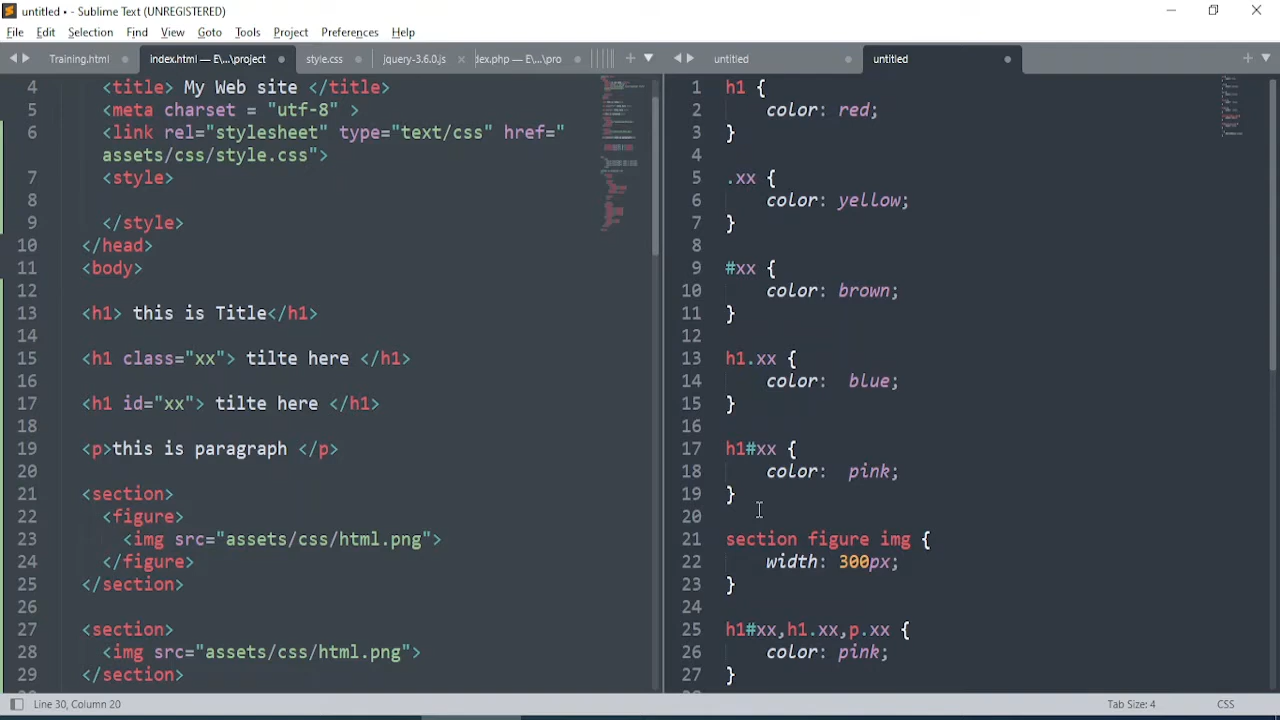 untitled • - Sublime Text (UNREGISTERED)
File Edit Selection Find View Goto Tools Project Preferences Help
Training.html index.html — E\...\project style.css jquery-3.6.0.js dex.php — E\...\pro
4 <title> My Web site </title>
5 <meta charset = "utf-8" >
6 <link rel="stylesheet" type="text/css" href="
assets/css/style.css">
7 <style>
8
9 </style>
10 </head>
11 <body>
12
13 <h1> this is Title</h1>
14
15 <h1 class="xx"> tilte here </h1>
16
17 <h1 id="xx"> tilte here </h1>
18
19 <p>this is paragraph </p>
20
21 <section>
22 <figure>
23 <img src="assets/css/html.png">
24 </figure>
25 </section>
26
27 <section>
28 <img src="assets/css/html.png">
29 </section>
untitled untitled
1 h1 {
2 color: red;
3 }
4
5 .xx {
6 color: yellow;
7 }
8
9 #xx {
10 color: brown;
11 }
12
13 h1.xx {
14 color:  blue;
15 }
16
17 h1#xx {
18 color:  pink;
19 }
20
21 section figure img {
22 width: 300px;
23 }
24
25 h1#xx,h1.xx,p.xx {
26 color: pink;
27 }
Line 30, Column 20
Tab Size: 4 CSS